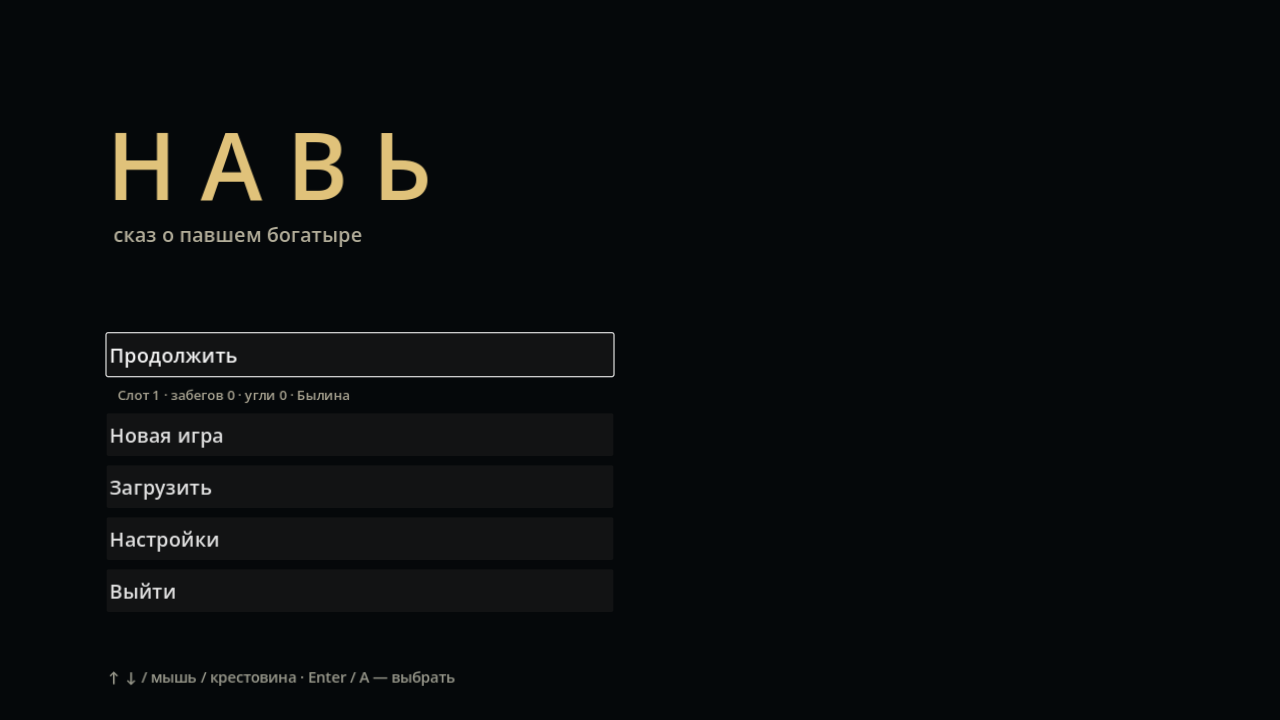 НАВЬ
сказ о павшем богатыре
Продолжить
Слот 1 · забегов 0 · угли 0 · Былина
Новая игра
Загрузить
Настройки
Выйти
↑ ↓ / мышь / крестовина · Enter / A — выбрать